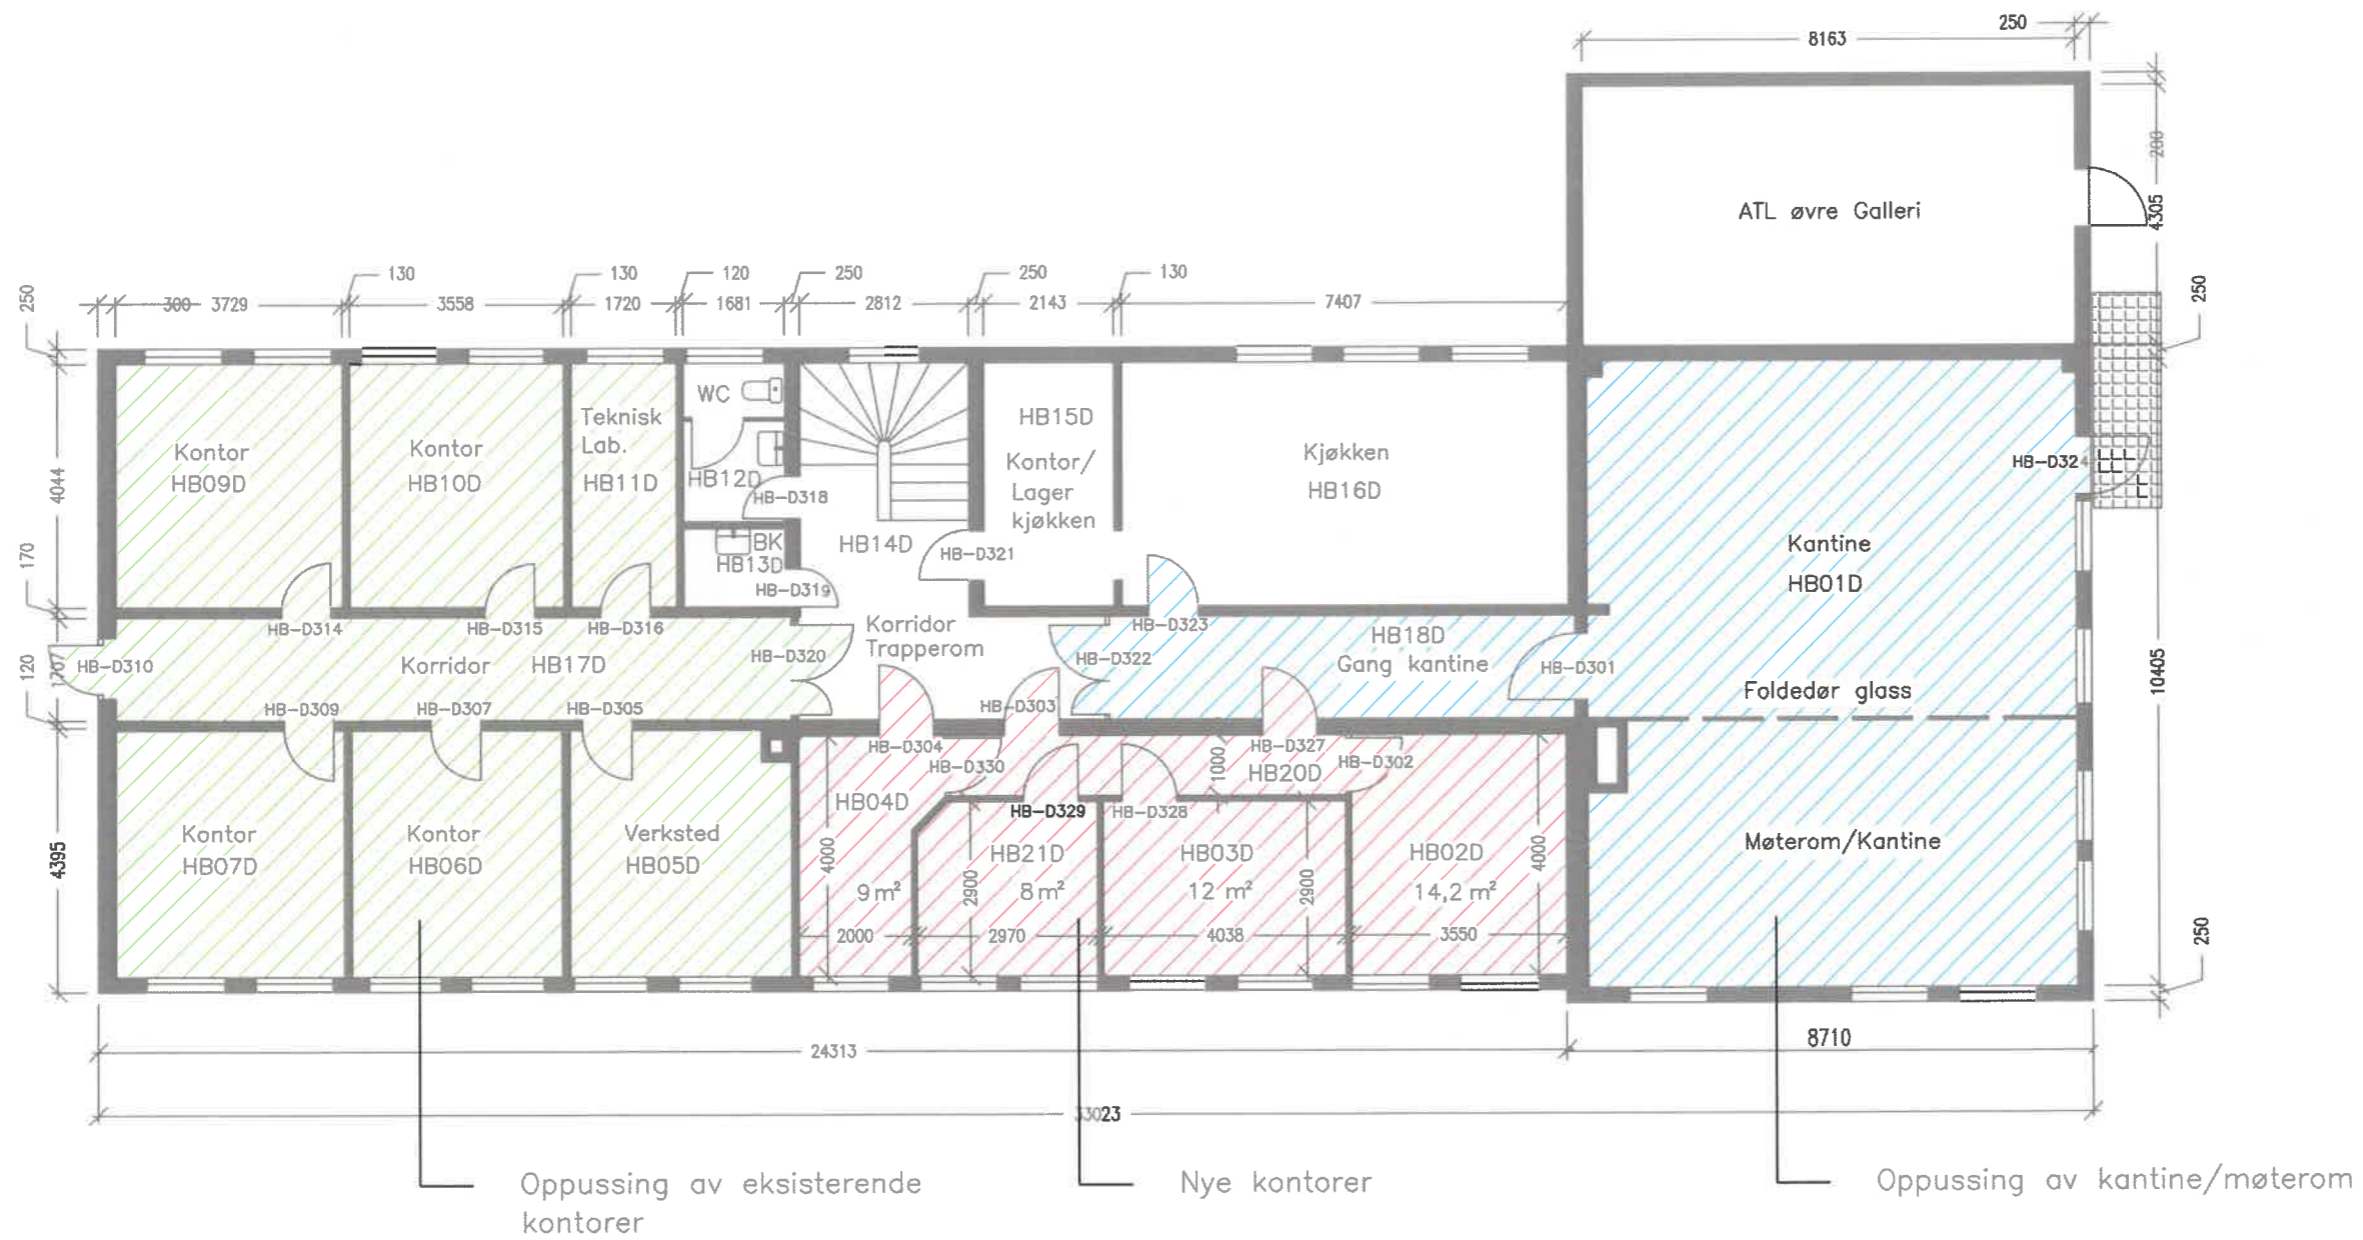 250
8163
200
ATL øvre Galleri
4305
250
130
130
120
250
250
130
250
300 3729
3558
1720
1681
2812
2143
7407
WC
Teknisk
Lab.
HB11D
Kontor
HB09D
Kontor
HB10D
HB12D
HB-D318
HB15D
Kontor/
Lager
kjøkken
Kjøkken
HB16D
HB-D324
4044
BK
HB13D
HB-D319
HB14D
HB-D321
Kantine
HB01D
170
HB-D314
HB-D315
HB-D316
Korridor
Trapperom
HB-D323
HB18D
Gang kantine
HB-D310
Korridor HB17D
HB-D320
HB-D322
HB-D301
120
10405
Foldedør glass
HB-D309
HB-D307
HB-D305
HB-D303
HB-D304
HB-D330
HB-D327
HB-D302
1000
HB20D
HB04D
HB-D329
HB-D328
4395
Kontor
HB07D
Kontor
HB06D
Verksted
HB05D
4000
HB21D
HB03D
HB02D
4000
Møterom/Kantine
9 m²
2900
8 m²
12 m²
2900
14,2 m²
2000
2970
4038
3550
250
24313
8710
33023
Oppussing av eksisterende
kontorer
Nye kontorer
Oppussing av kantine/møterom